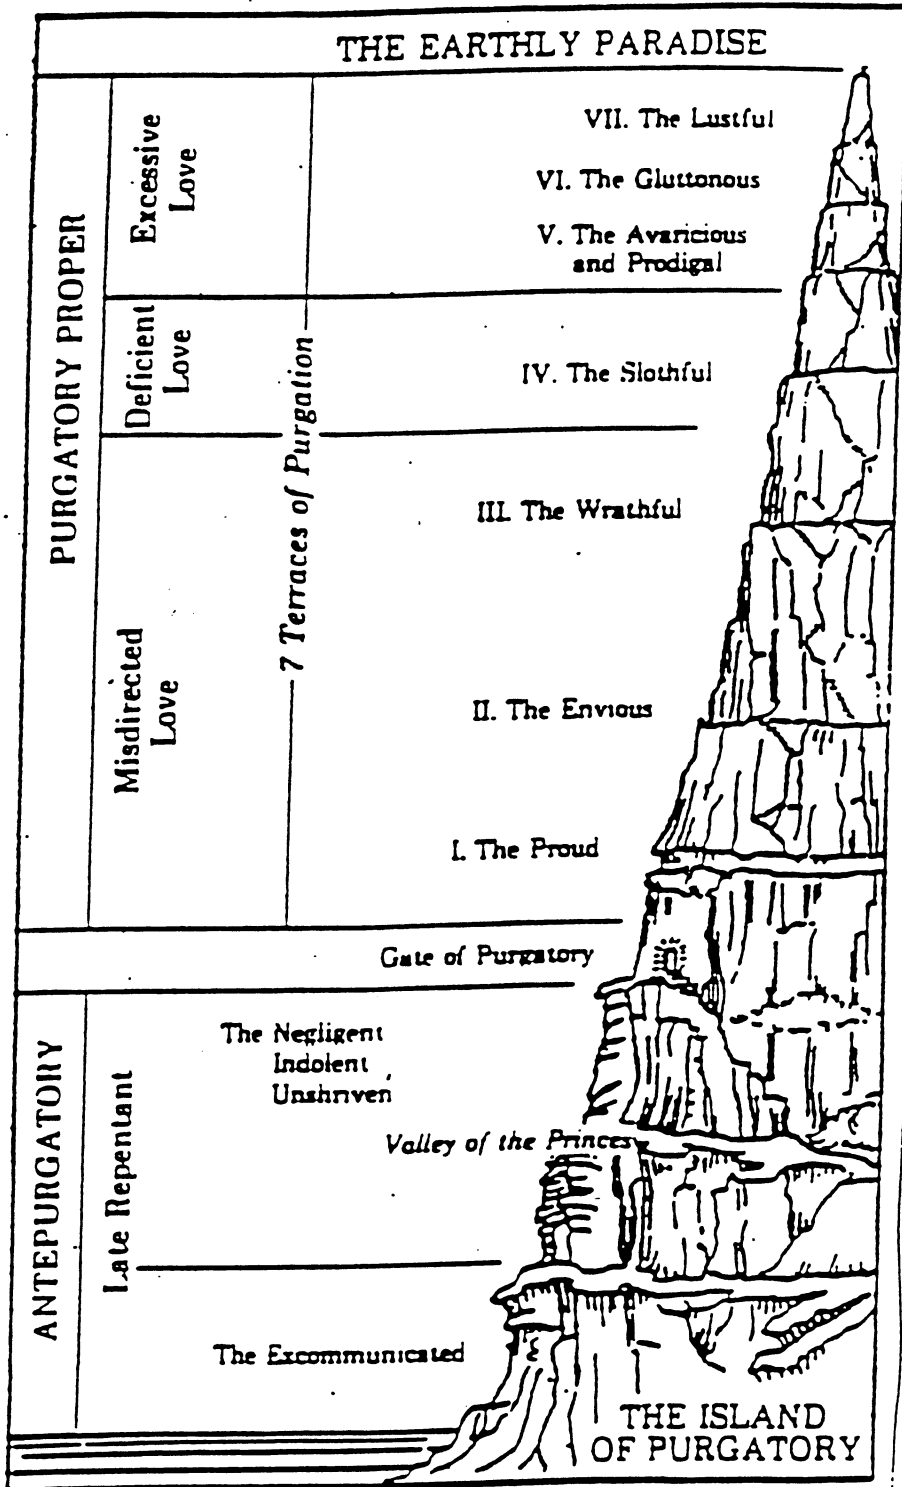 THE EARTHLY PARADISE
PURGATORY PROPER
Excessive
Love
VII. The Lustful
VI. The Gluttonous
V. The Avaricious
and Prodigal
Deficient
Love
IV. The Slothful
7 Terraces of Purgation
Misdirected
Love
III. The Wrathful
II. The Envious
I. The Proud
Gate of Purgatory
ANTEPURGATORY
Late Repentant
The Negligent
Indolent
Unshriven
Valley of the Princes
The Excommunicated
THE ISLAND
OF PURGATORY